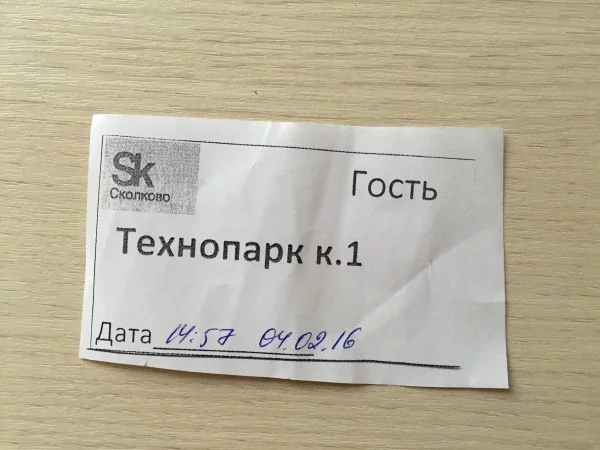 Sk
Сколково
Гость
Технопарк к.1
Дата 14:57 04.02.16